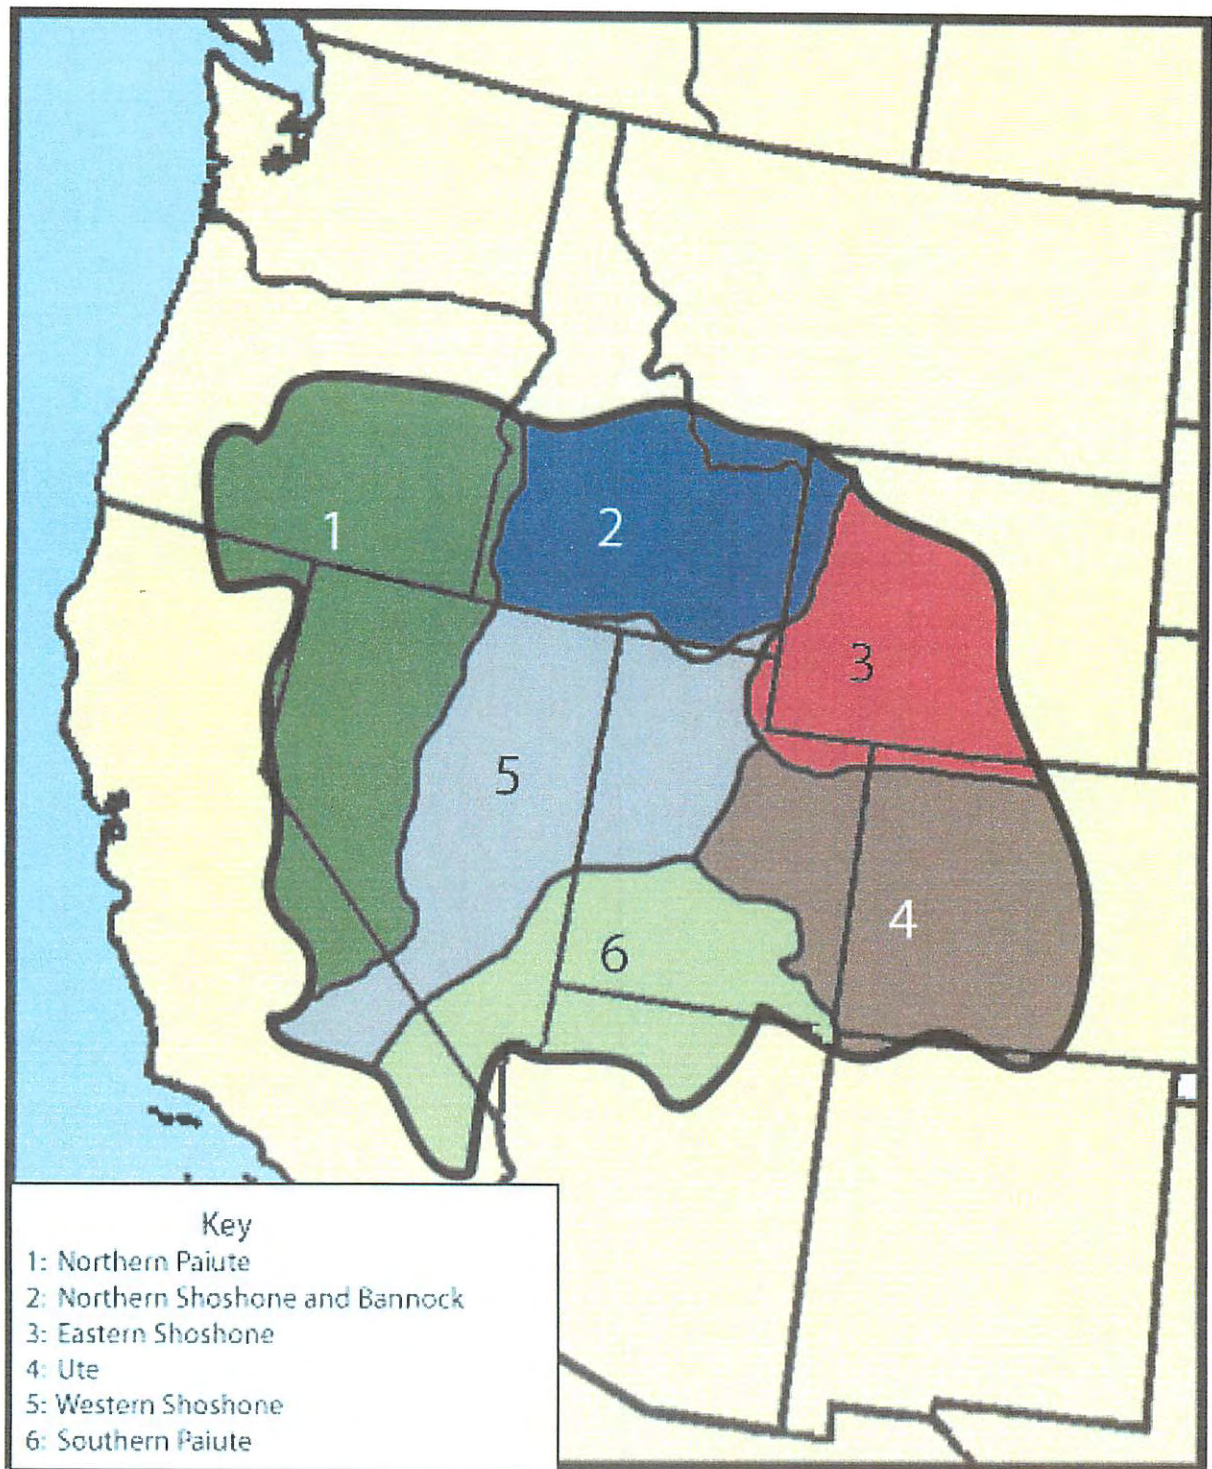 1
2
3
5
4
6
Key
1: Northern Paiute
2: Northern Shoshone and Bannock
3: Eastern Shoshone
4: Ute
5: Western Shoshone
6: Southern Paiute